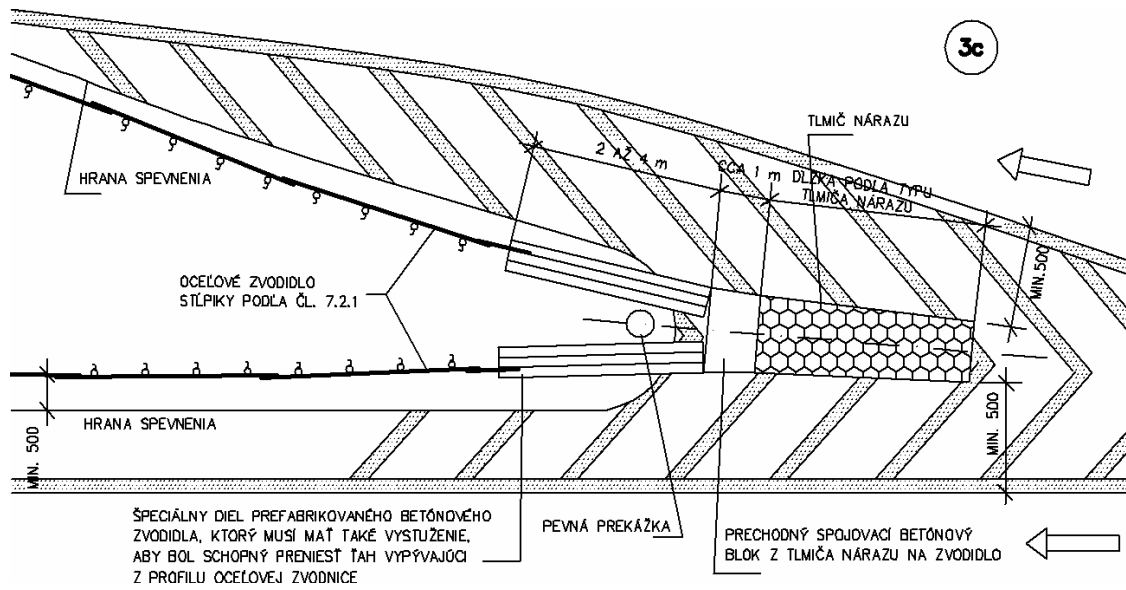 3c
TLMIČ NÁRAZU
2 AŽ 4 m
CCA 1 m
DĹŽKA PODĽA TYPU
TLMIČA NÁRAZU
HRANA SPEVNENIA
MIN.500
OCEĽOVÉ ZVODIDLO
STĹPIKY PODĽA ČL. 7.2.1
HRANA SPEVNENIA
MIN. 500
MIN. 500
ŠPECIÁLNY DIEL PREFABRIKOVANÉHO BETÓNOVÉHO
ZVODIDLA, KTORÝ MUSÍ MAŤ TAKÉ VYSTUŽENIE,
ABY BOL SCHOPNÝ PRENIESŤ ŤAH VYPÝVAJÚCI
Z PROFILU OCEĽOVEJ ZVODNICE
PEVNÁ PREKÁŽKA
PRECHODNÝ SPOJOVACÍ BETÓNOVÝ
BLOK Z TLMIČA NÁRAZU NA ZVODIDLO